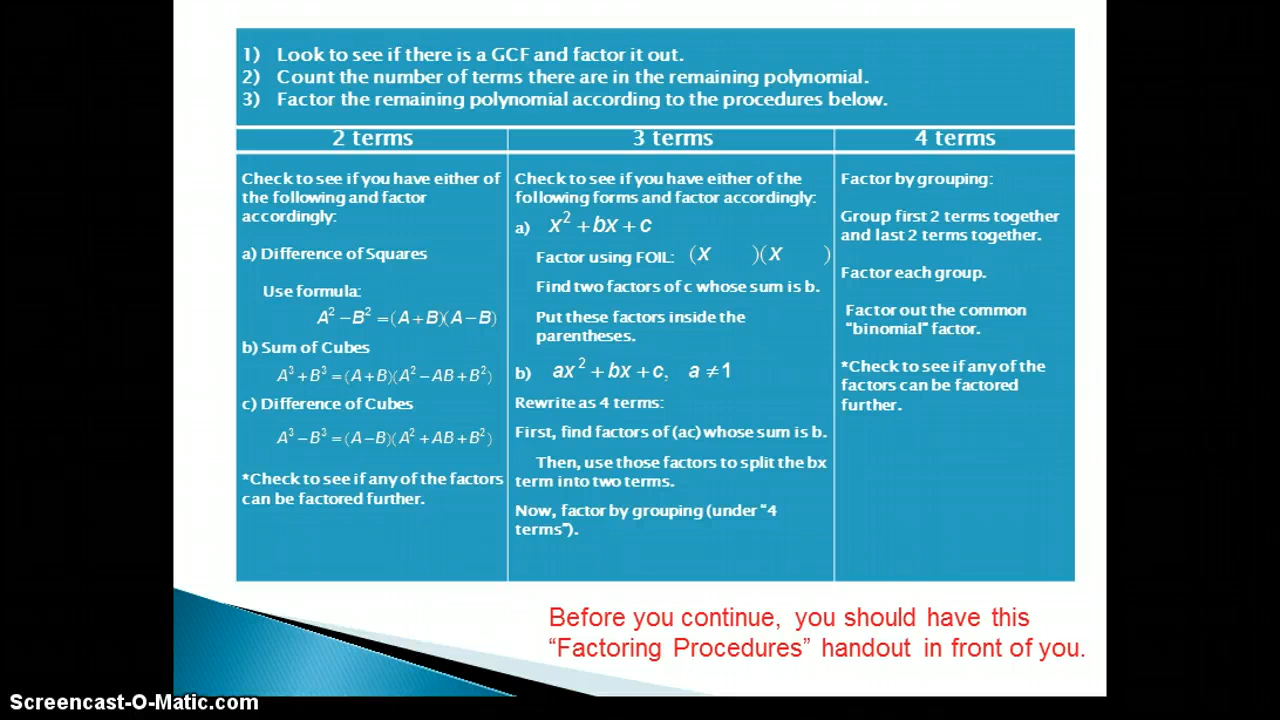 1) Look to see if there is a GCF and factor it out.
2) Count the number of terms there are in the remaining polynomial.
3) Factor the remaining polynomial according to the procedures below.
2 terms
Check to see if you have either of
the following and factor
accordingly:
a) Difference of Squares
Use formula:
A² − B² = (A + B)(A − B)
b) Sum of Cubes
A³ + B³ = (A + B)(A² − AB + B²)
c) Difference of Cubes
A³ − B³ = (A − B)(A² + AB + B²)
*Check to see if any of the factors
can be factored further.
3 terms
Check to see if you have either of the
following forms and factor accordingly:
a) x² + bx + c
Factor using FOIL: (x )(x )
Find two factors of c whose sum is b.
Put these factors inside the
parentheses.
b) ax² + bx + c, a ≠ 1
Rewrite as 4 terms:
First, find factors of (ac) whose sum is b.
Then, use those factors to split the bx
term into two terms.
Now, factor by grouping (under “4
terms”).
4 terms
Factor by grouping:
Group first 2 terms together
and last 2 terms together.
Factor each group.
Factor out the common
“binomial” factor.
*Check to see if any of the
factors can be factored
further.
Before you continue, you should have this
“Factoring Procedures” handout in front of you.
Screencast-O-Matic.com